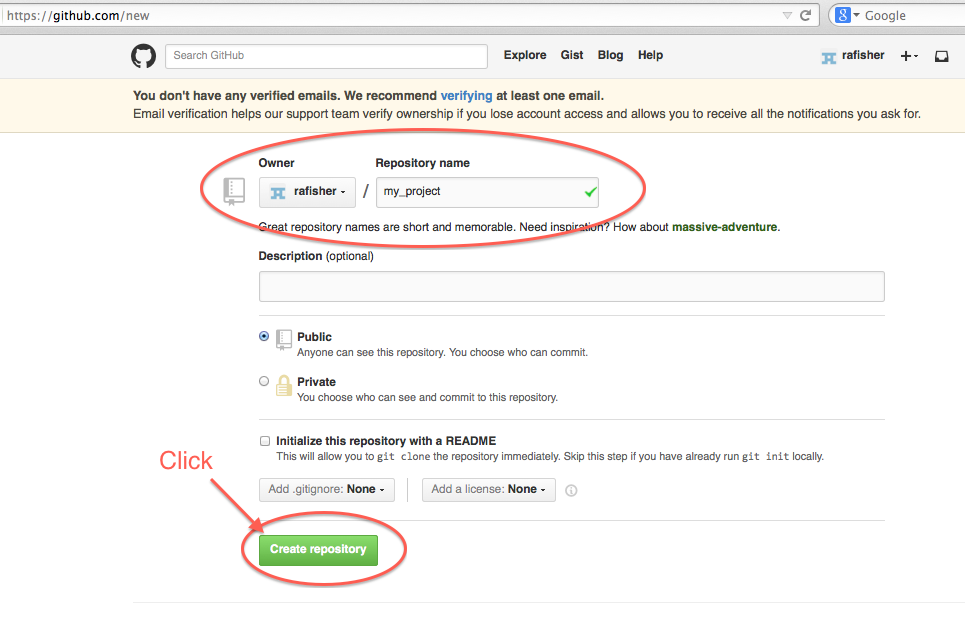 https://github.com/new
Google
Search GitHub
Explore Gist Blog Help
rafisher
You don't have any verified emails. We recommend verifying at least one email.
Email verification helps our support team verify ownership if you lose account access and allows you to receive all the notifications you ask for.
Owner Repository name
rafisher / my_project
Great repository names are short and memorable. Need inspiration? How about massive-adventure.
Description (optional)
Public
Anyone can see this repository. You choose who can commit.
Private
You choose who can see and commit to this repository.
Initialize this repository with a README
This will allow you to git clone the repository immediately. Skip this step if you have already run git init locally.
Click
Add .gitignore: None Add a license: None
Create repository